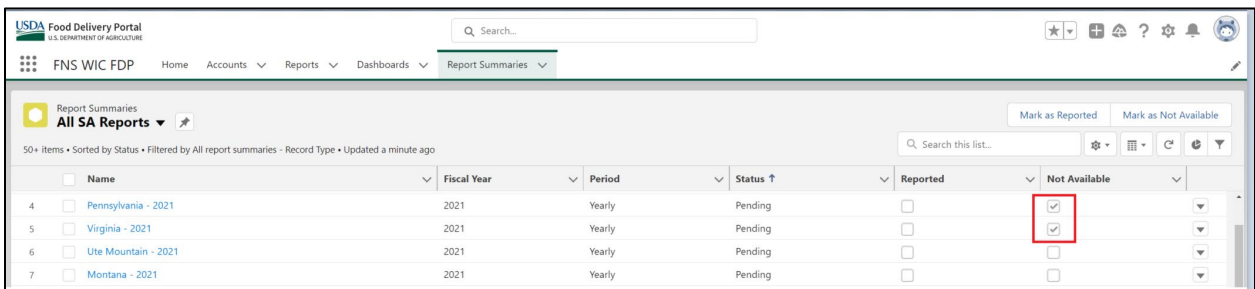 USDA Food Delivery Portal
U.S. DEPARTMENT OF AGRICULTURE
Search...
FNS WIC FDP Home Accounts Reports Dashboards Report Summaries
Report Summaries
All SA Reports
Mark as Reported Mark as Not Available
50+ items • Sorted by Status • Filtered by All report summaries - Record Type • Updated a minute ago
Search this list...
Name Fiscal Year Period Status ↑ Reported Not Available
4 Pennsylvania - 2021 2021 Yearly Pending
5 Virginia - 2021 2021 Yearly Pending
6 Ute Mountain - 2021 2021 Yearly Pending
7 Montana - 2021 2021 Yearly Pending